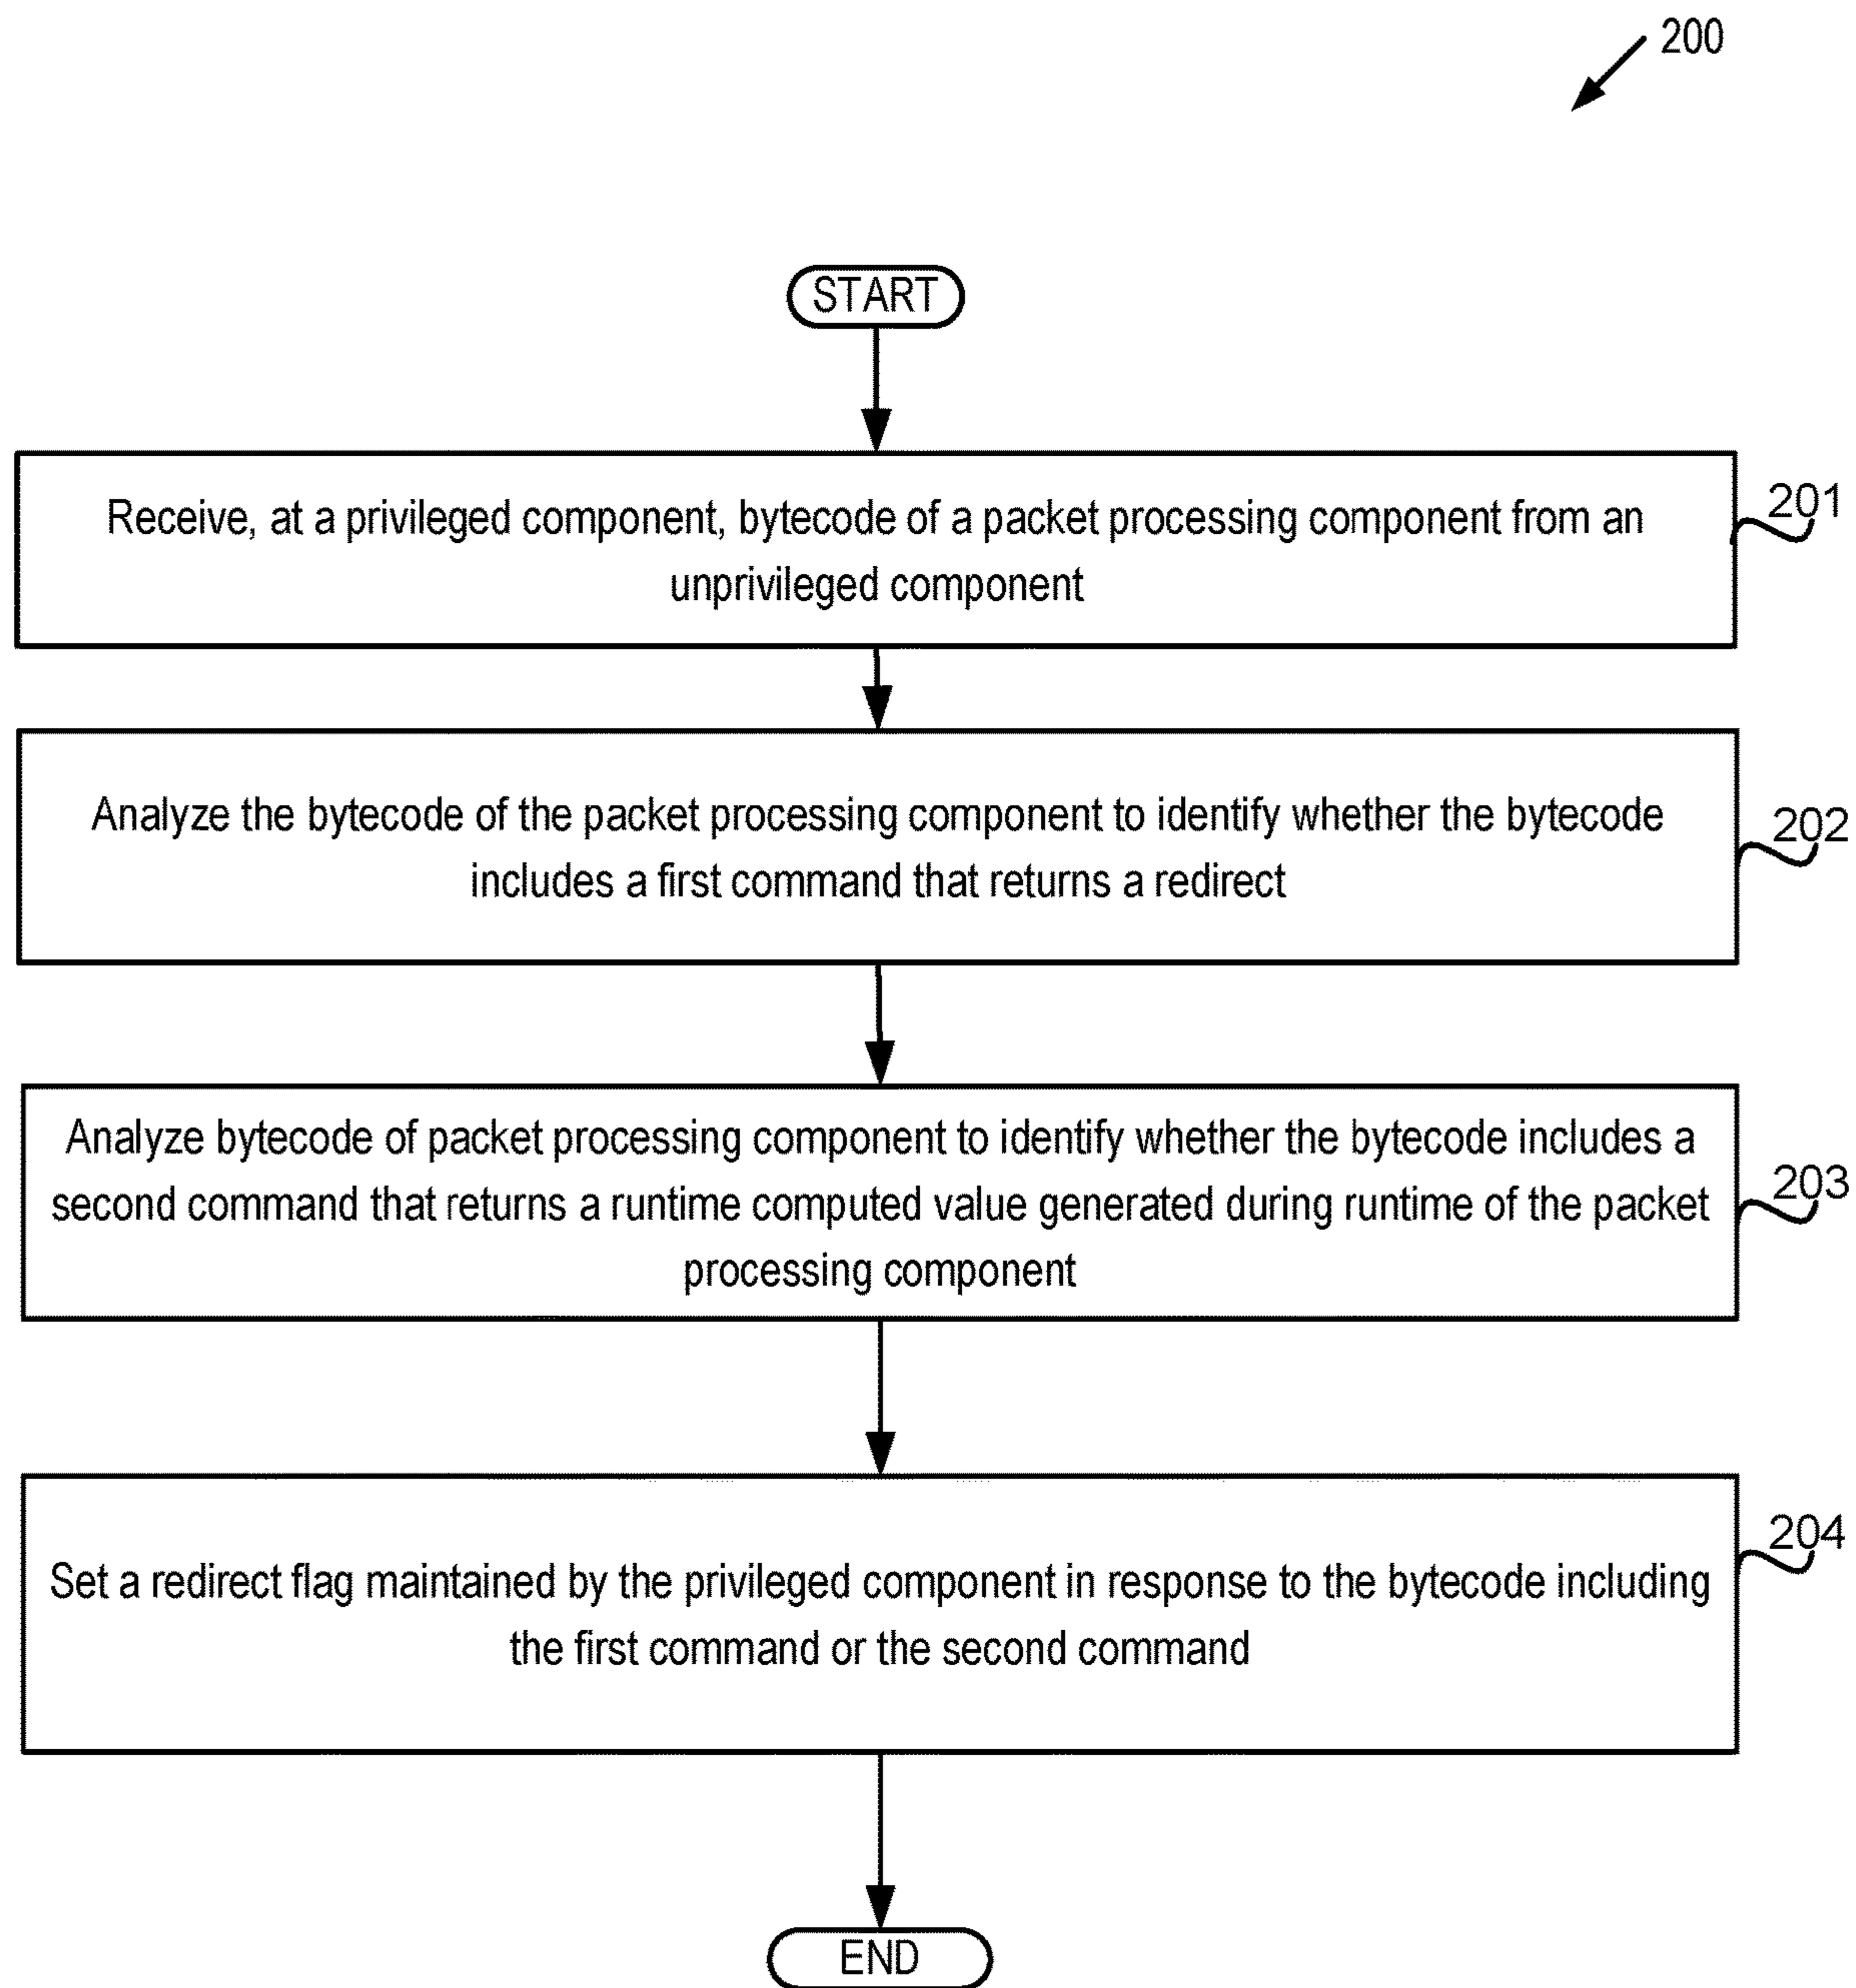 200
START
Receive, at a privileged component, bytecode of a packet processing component from an
unprivileged component
201
Analyze the bytecode of the packet processing component to identify whether the bytecode
includes a first command that returns a redirect
202
Analyze bytecode of packet processing component to identify whether the bytecode includes a
second command that returns a runtime computed value generated during runtime of the packet
processing component
203
Set a redirect flag maintained by the privileged component in response to the bytecode including
the first command or the second command
204
END